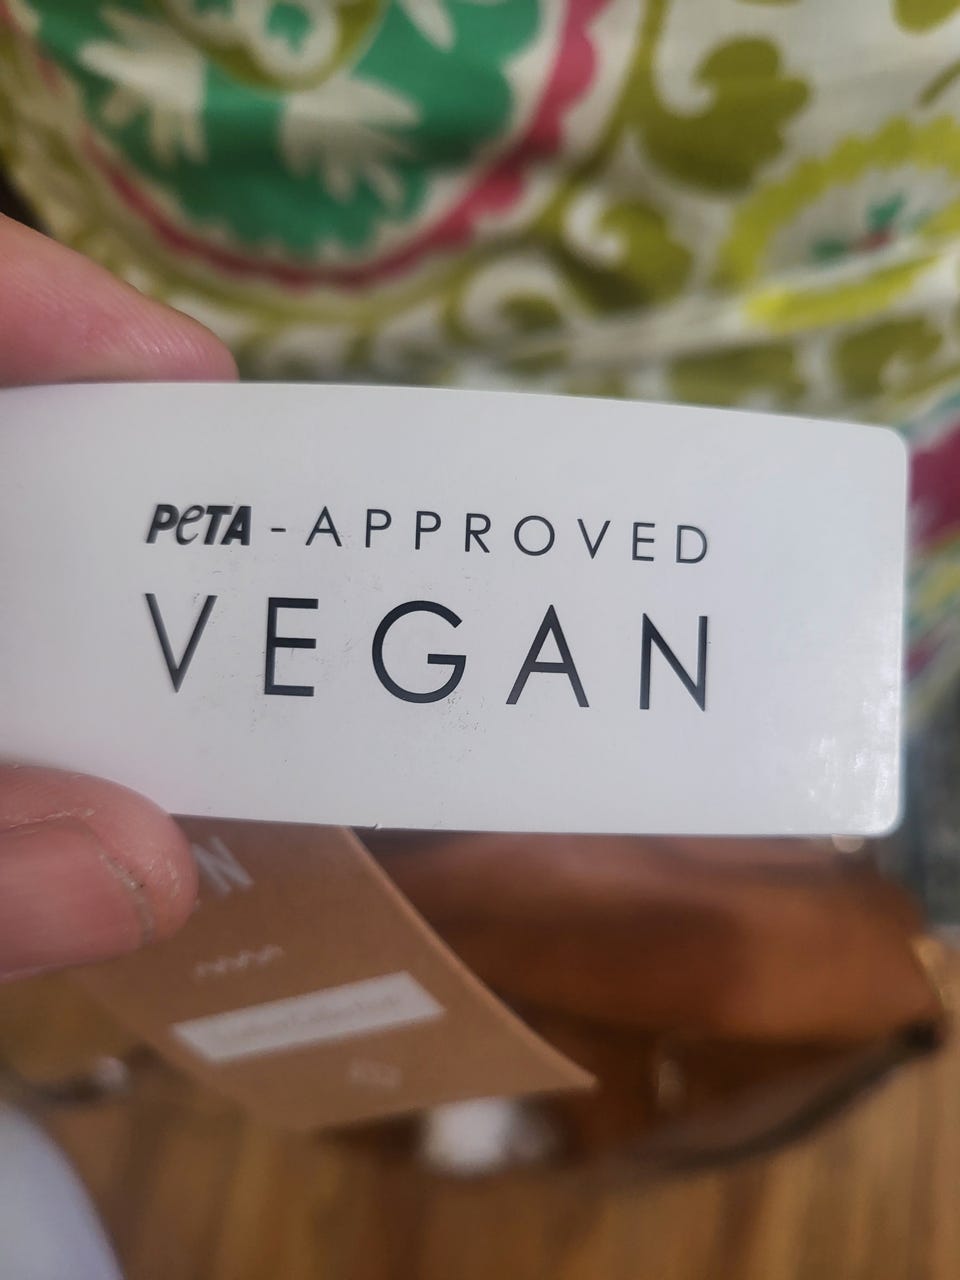 PETA - APPROVED
VEGAN
N